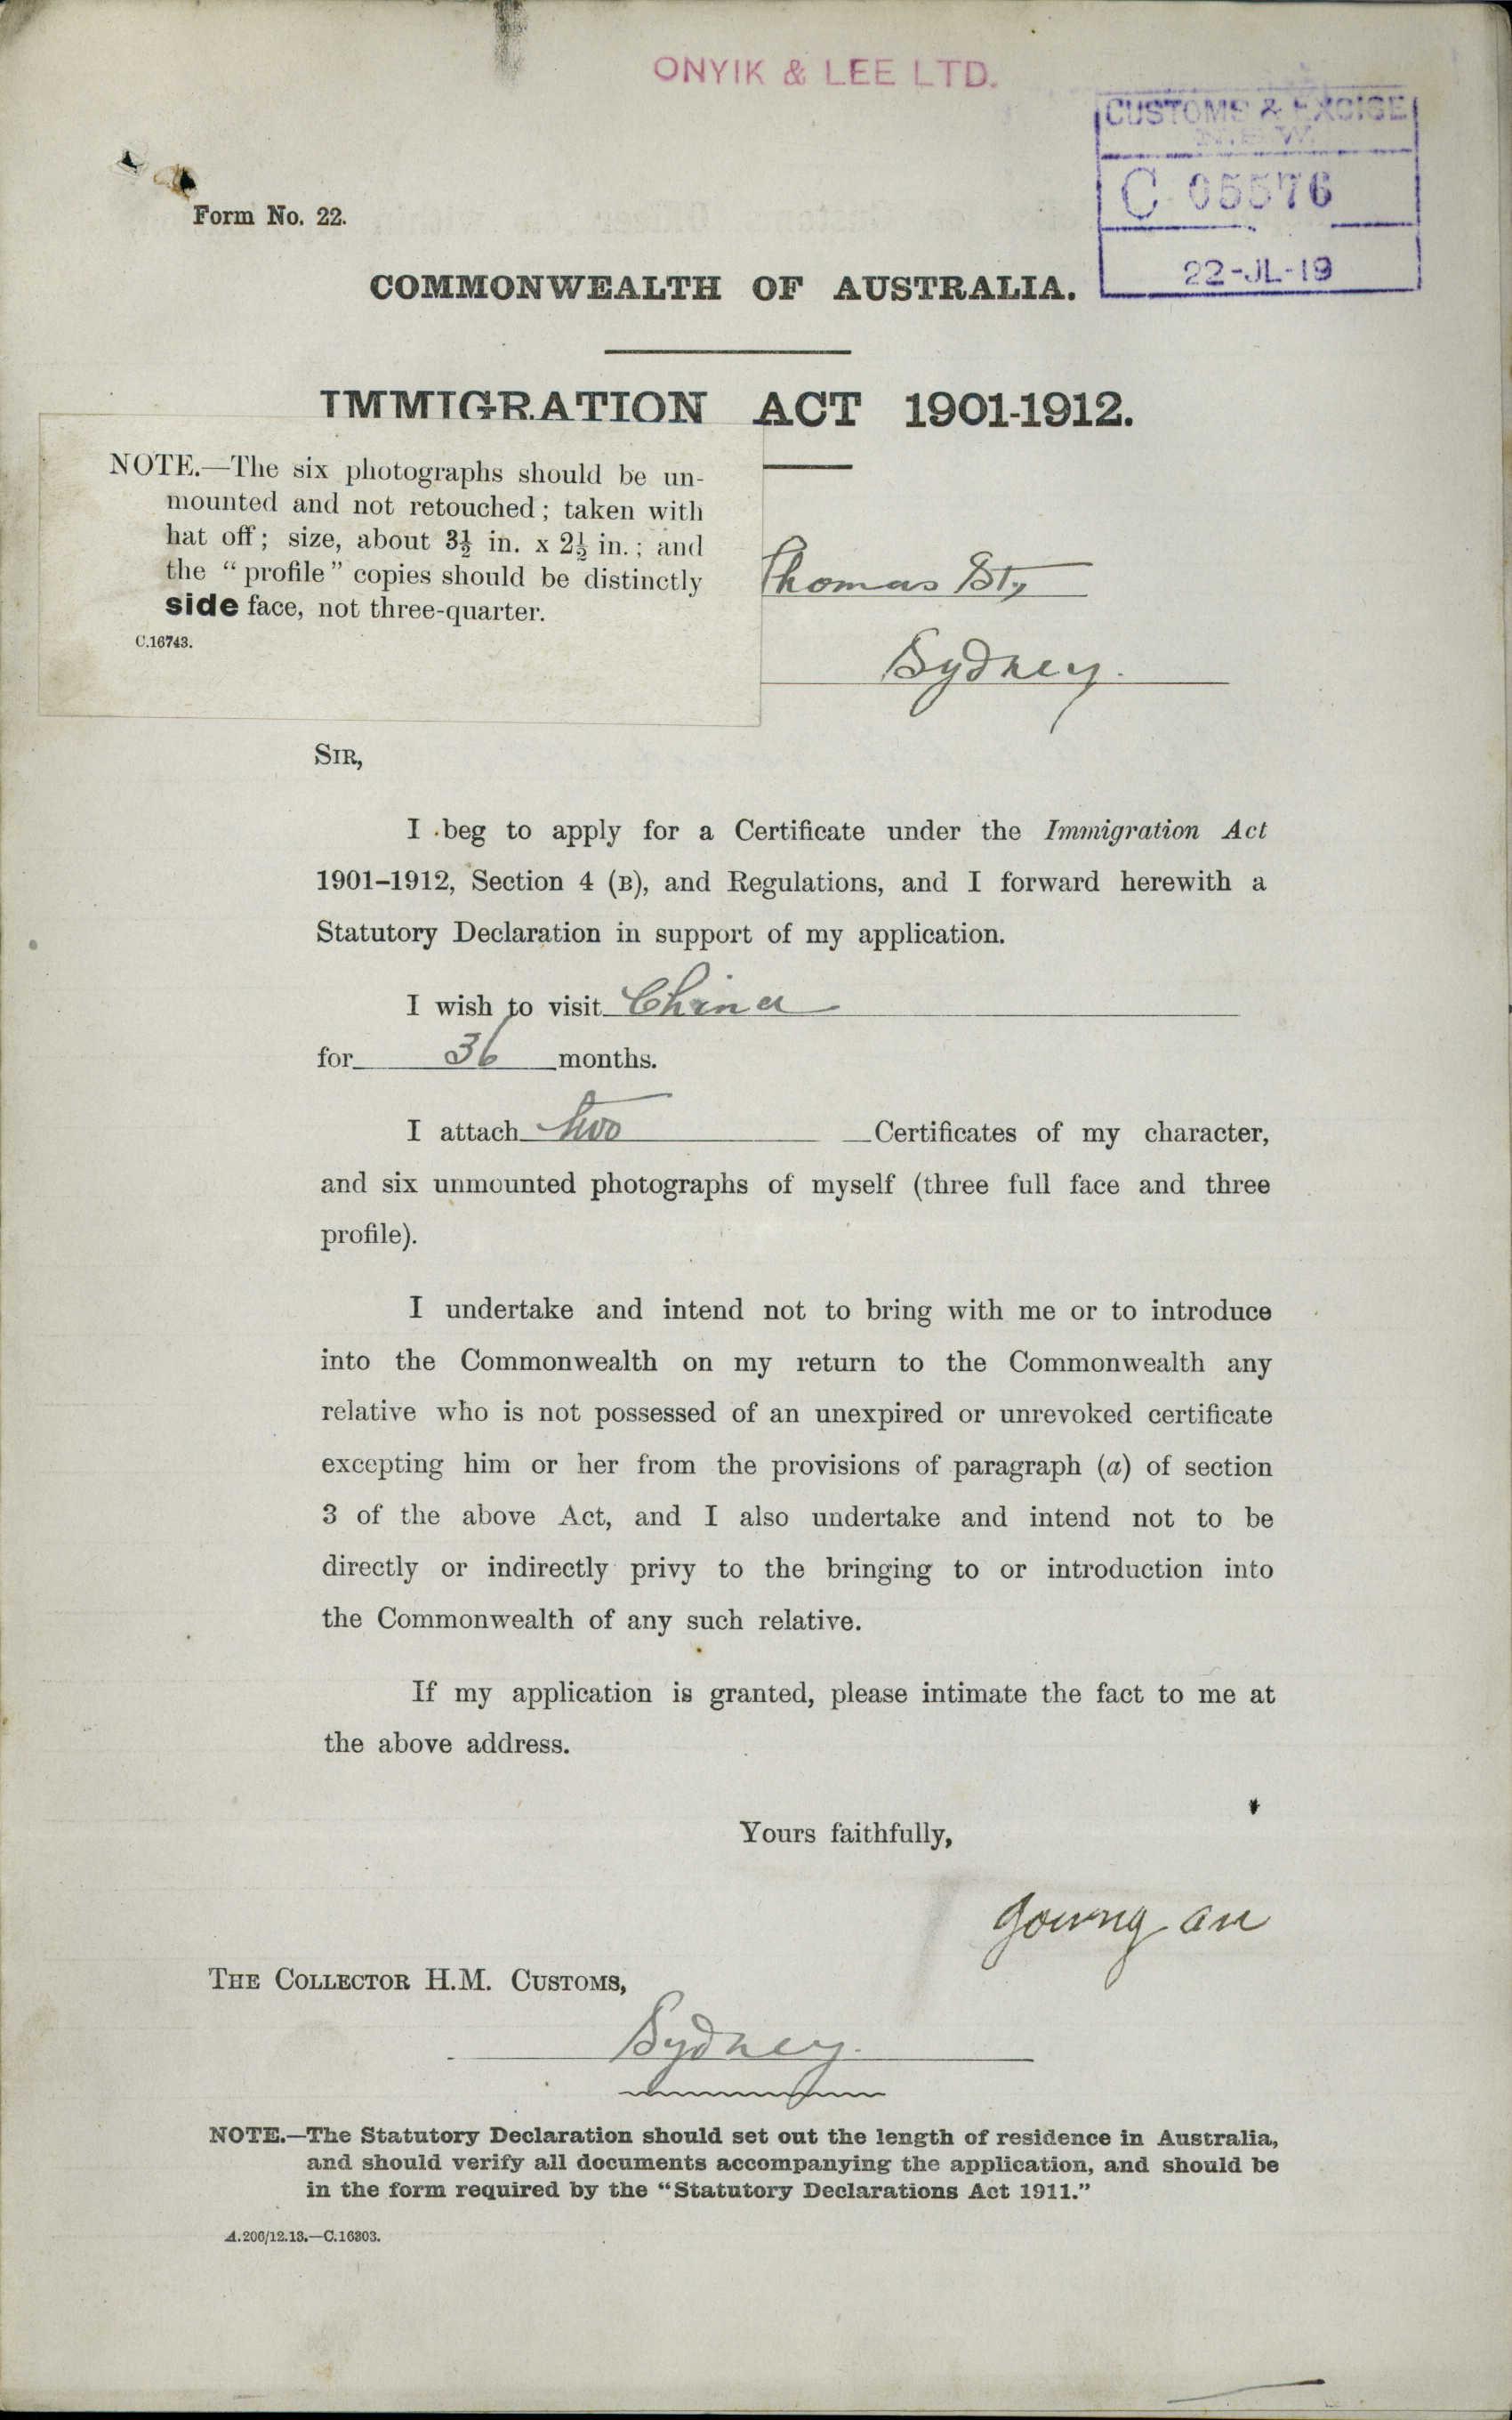 ONYIK & LEE LTD.
CUSTOMS & EXCISE
N.S.W.
C 05576
22-JL-19
Form No. 22.
COMMONWEALTH OF AUSTRALIA.
IMMIGRATION ACT 1901-1912.
NOTE.—The six photographs should be un-
mounted and not retouched; taken with
hat off; size, about 3½ in. x 2½ in.; and
the "profile" copies should be distinctly
side face, not three-quarter.
C.16743.
Thomas St,
Sydney.
SIR,
I beg to apply for a Certificate under the Immigration Act
1901–1912, Section 4 (B), and Regulations, and I forward herewith a
Statutory Declaration in support of my application.
I wish to visit China
for 36 months.
I attach two Certificates of my character,
and six unmounted photographs of myself (three full face and three
profile).
I undertake and intend not to bring with me or to introduce
into the Commonwealth on my return to the Commonwealth any
relative who is not possessed of an unexpired or unrevoked certificate
excepting him or her from the provisions of paragraph (a) of section
3 of the above Act, and I also undertake and intend not to be
directly or indirectly privy to the bringing to or introduction into
the Commonwealth of any such relative.
If my application is granted, please intimate the fact to me at
the above address.
Yours faithfully,
THE COLLECTOR H.M. CUSTOMS,
Sydney.
NOTE.—The Statutory Declaration should set out the length of residence in Australia,
and should verify all documents accompanying the application, and should be
in the form required by the "Statutory Declarations Act 1911."
A.206/12.13.—C.16303.